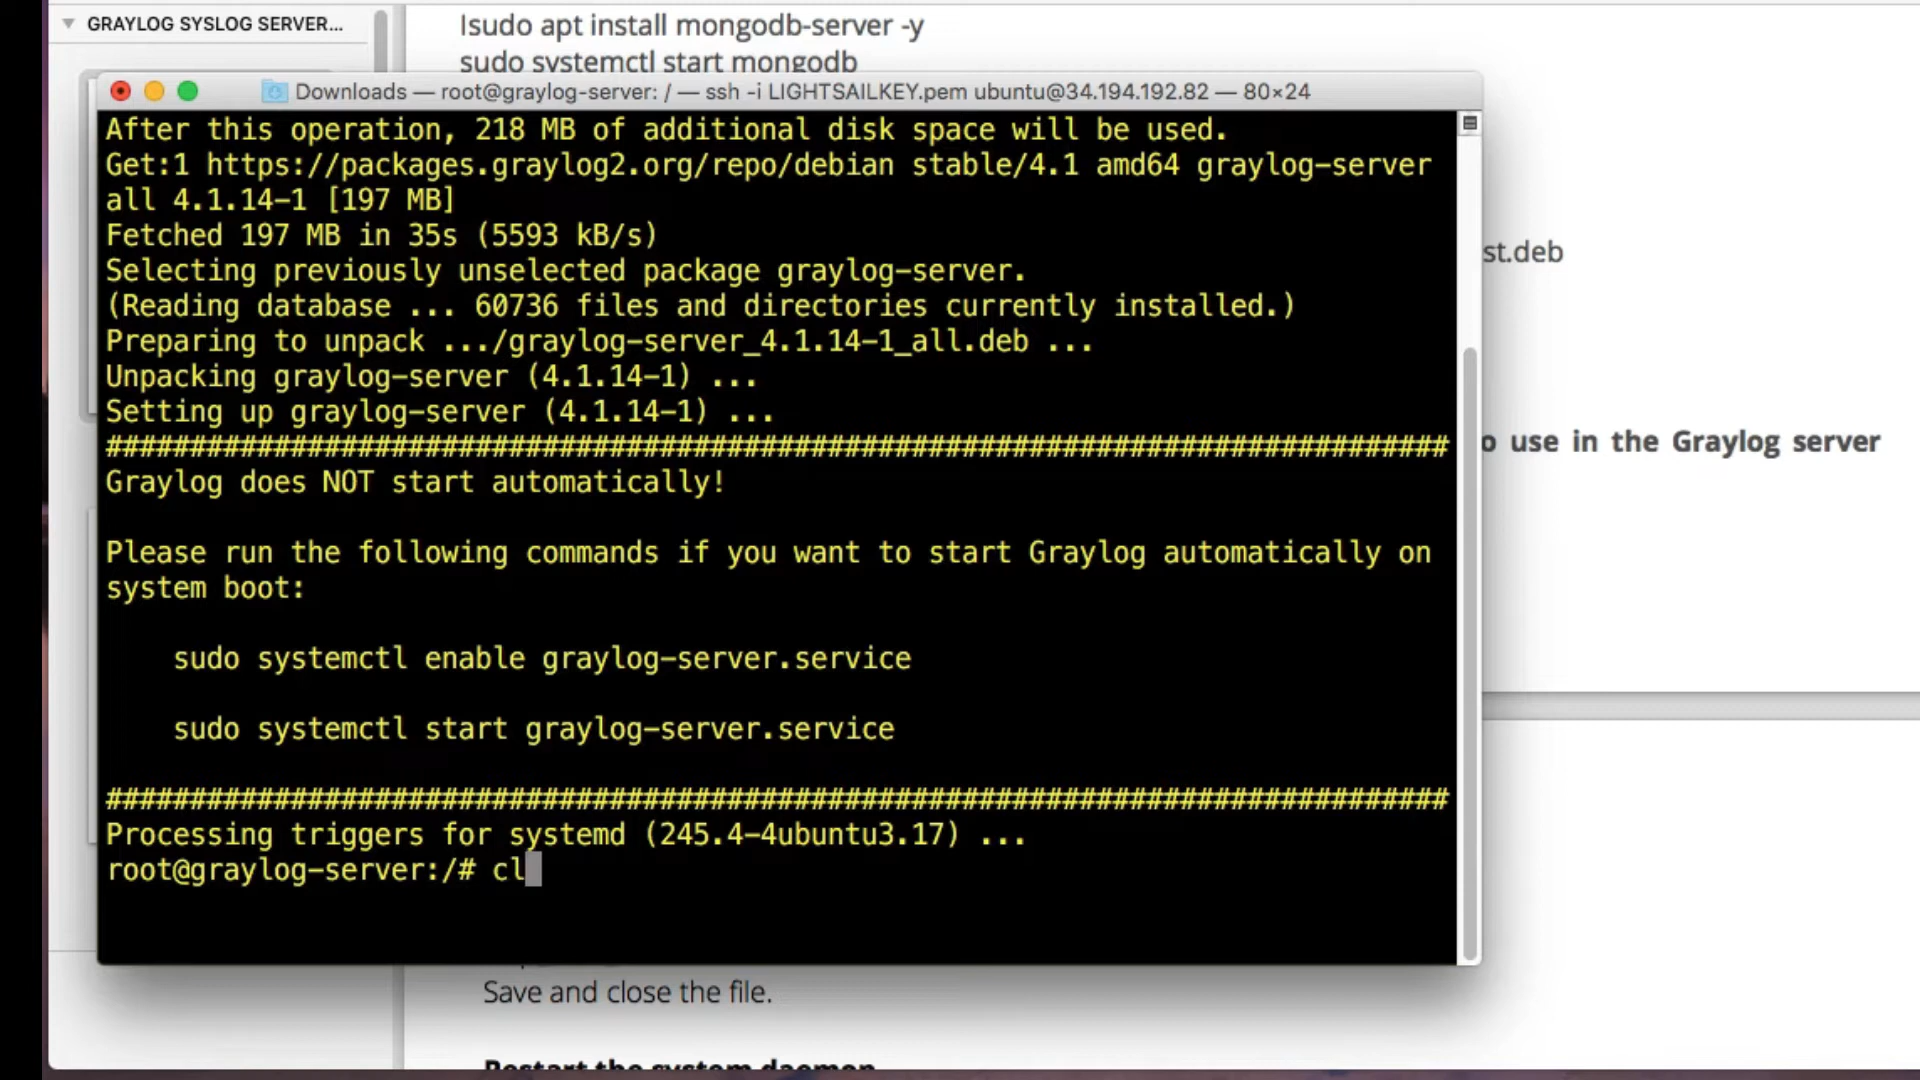 GRAYLOG SYSLOG SERVER...
sudo apt install mongodb-server -y
sudo systemctl start mongodb
Downloads — root@graylog-server: / — ssh -i LIGHTSAILKEY.pem ubuntu@34.194.192.82 — 80×24
After this operation, 218 MB of additional disk space will be used.
Get:1 https://packages.graylog2.org/repo/debian stable/4.1 amd64 graylog-server
all 4.1.14-1 [197 MB]
Fetched 197 MB in 35s (5593 kB/s)
Selecting previously unselected package graylog-server.
st.deb
(Reading database ... 60736 files and directories currently installed.)
Preparing to unpack .../graylog-server_4.1.14-1_all.deb ...
Unpacking graylog-server (4.1.14-1) ...
Setting up graylog-server (4.1.14-1) ...
################################################################################
o use in the Graylog server
Graylog does NOT start automatically!
Please run the following commands if you want to start Graylog automatically on
system boot:
sudo systemctl enable graylog-server.service
sudo systemctl start graylog-server.service
################################################################################
Processing triggers for systemd (245.4-4ubuntu3.17) ...
root@graylog-server:/# cl
Save and close the file.
Restart the system daemon